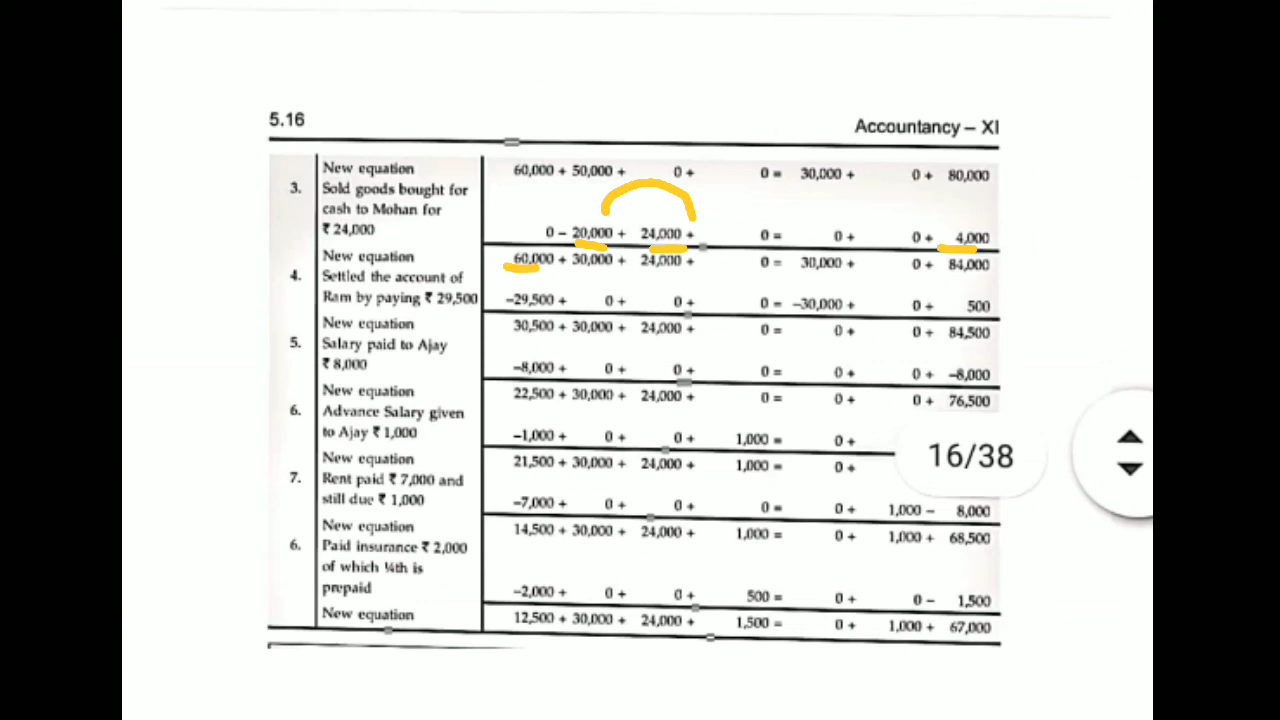 5.16 Accountancy – XI
New equation 60,000 + 50,000 + 0 + 0 = 30,000 + 0 + 80,000
3. Sold goods bought for
cash to Mohan for
₹ 24,000 0 – 20,000 + 24,000 + 0 = 0 + 0 + 4,000
New equation 60,000 + 30,000 + 24,000 + 0 = 30,000 + 0 + 84,000
4. Settled the account of
Ram by paying ₹ 29,500 –29,500 + 0 + 0 + 0 = –30,000 + 0 + 500
New equation 30,500 + 30,000 + 24,000 + 0 = 0 + 0 + 84,500
5. Salary paid to Ajay
₹ 8,000 –8,000 + 0 + 0 + 0 = 0 + 0 + –8,000
New equation 22,500 + 30,000 + 24,000 + 0 = 0 + 0 + 76,500
6. Advance Salary given
to Ajay ₹ 1,000 –1,000 + 0 + 0 + 1,000 = 0 +
New equation 21,500 + 30,000 + 24,000 + 1,000 = 0 +
16/38
7. Rent paid ₹ 7,000 and
still due ₹ 1,000 –7,000 + 0 + 0 + 0 = 0 + 1,000 – 8,000
New equation 14,500 + 30,000 + 24,000 + 1,000 = 0 + 1,000 + 68,500
6. Paid insurance ₹ 2,000
of which ¼th is
prepaid –2,000 + 0 + 0 + 500 = 0 + 0 – 1,500
New equation 12,500 + 30,000 + 24,000 + 1,500 = 0 + 1,000 + 67,000